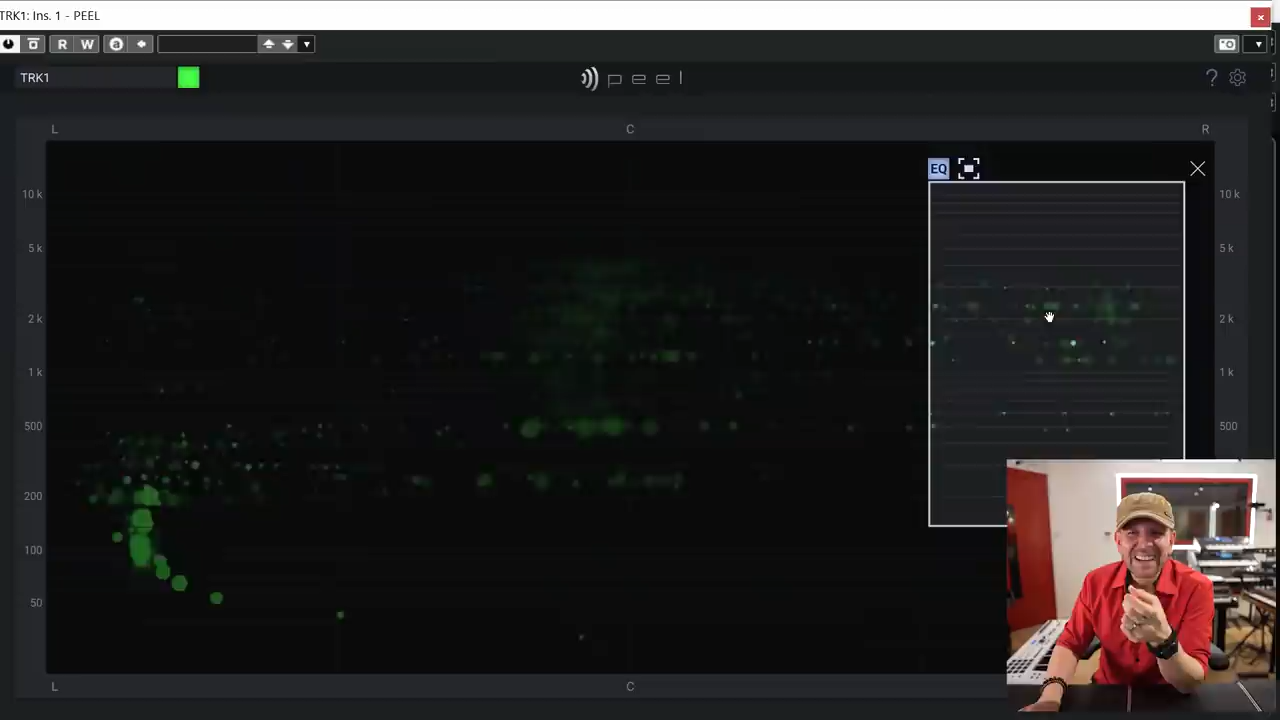 TRK1: Ins. 1 - PEEL
R W a
TRK1
peel
?
L C R
EQ
10 k 10 k
5 k 5 k
2 k 2 k
1 k 1 k
500 500
200
100
50
L C